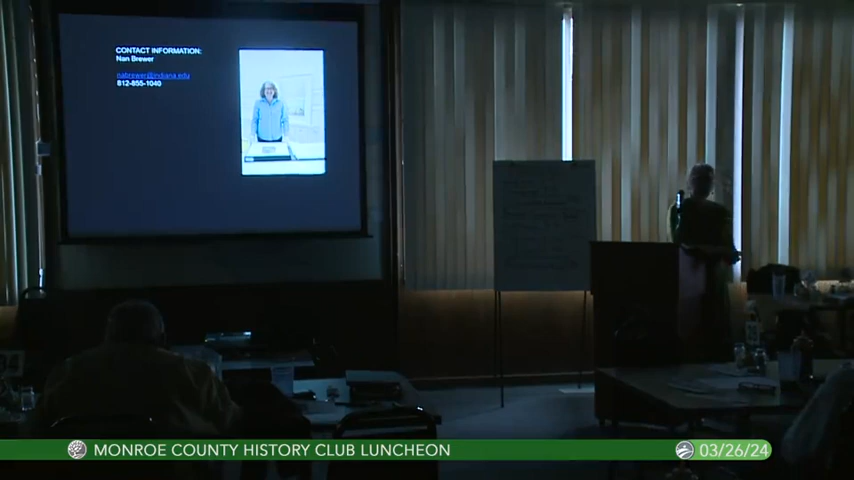 CONTACT INFORMATION:
Nan Brewer
nabrewer@indiana.edu
812-855-1040
MONROE COUNTY HISTORY CLUB LUNCHEON
03/26/24